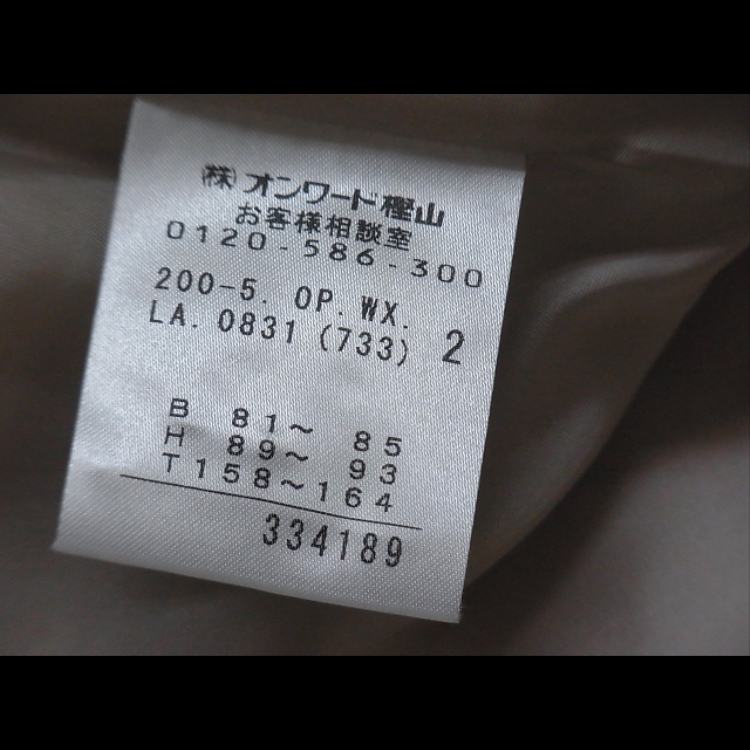 ㈱オンワード樫山
お客様相談室
0120-586-300
200-5. OP. WX.
LA. 0831 (733) 2
B 81〜 85
H 89〜 93
T158〜164
334189